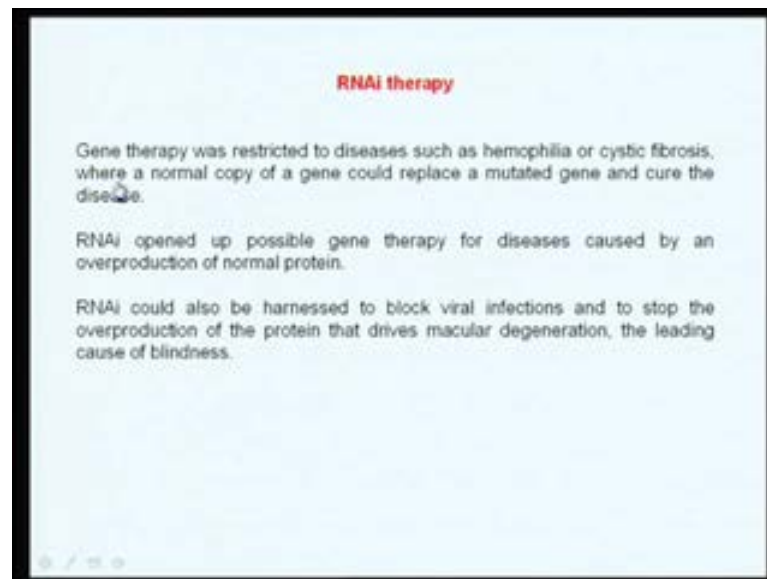 RNAi therapy
Gene therapy was restricted to diseases such as hemophilia or cystic fibrosis,
where a normal copy of a gene could replace a mutated gene and cure the
disease.
RNAi opened up possible gene therapy for diseases caused by an
overproduction of normal protein.
RNAi could also be harnessed to block viral infections and to stop the
overproduction of the protein that drives macular degeneration, the leading
cause of blindness.